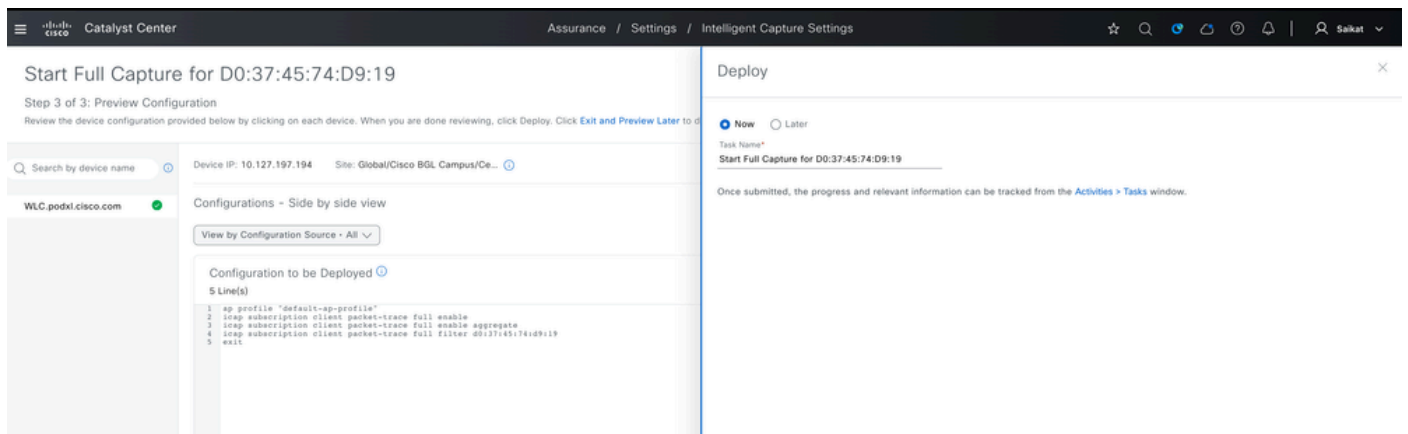 cisco Catalyst Center
Assurance / Settings / Intelligent Capture Settings
Saikat
Start Full Capture for D0:37:45:74:D9:19
Step 3 of 3: Preview Configuration
Review the device configuration provided below by clicking on each device. When you are done reviewing, click Deploy. Click Exit and Preview Later to d
Search by device name
WLC.podxl.cisco.com
Device IP: 10.127.197.194 Site: Global/Cisco BGL Campus/Ce...
Configurations - Side by side view
View by Configuration Source • All
Configuration to be Deployed
5 Line(s)
1 ap profile "default-ap-profile"
2 icap subscription client packet-trace full enable
3 icap subscription client packet-trace full enable aggregate
4 icap subscription client packet-trace full filter d0:37:45:74:d9:19
5 exit
Deploy
Now Later
Task Name*
Start Full Capture for D0:37:45:74:D9:19
Once submitted, the progress and relevant information can be tracked from the Activities > Tasks window.